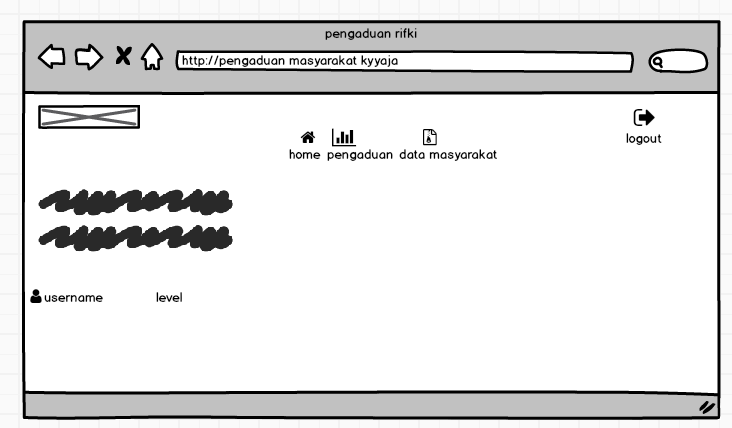 pengaduan rifki
http://pengaduan masyarakat kyyaja
logout
home pengaduan data masyarakat
username level